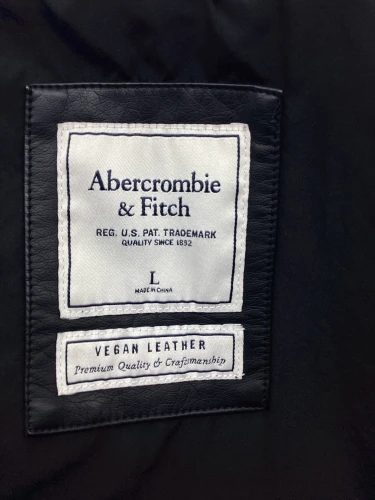 Abercrombie
& Fitch
REG. U.S. PAT. TRADEMARK
QUALITY SINCE 1892
L
MADE IN CHINA
VEGAN LEATHER
Premium Quality & Craftsmanship